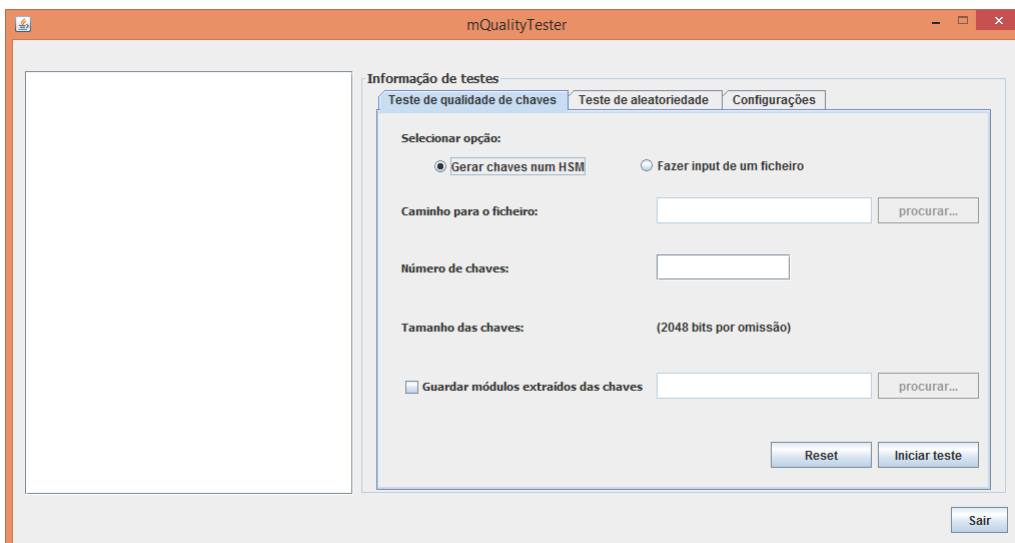 mQualityTester
Informação de testes
Teste de qualidade de chaves
Teste de aleatoriedade
Configurações
Selecionar opção:
Gerar chaves num HSM
Fazer input de um ficheiro
Caminho para o ficheiro:
procurar...
Número de chaves:
Tamanho das chaves:
(2048 bits por omissão)
Guardar módulos extraídos das chaves
procurar...
Reset
Iniciar teste
Sair